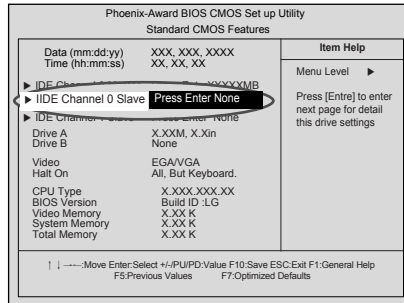 Phoenix-Award BIOS CMOS Set up Utility
Standard CMOS Features
Data (mm:dd:yy) XXX, XXX, XXXX
Time (hh:mm:ss) XX, XX, XX
IIDE Channel 0 Slave Press Enter None
Drive A X.XXM, X.Xin
Drive B None
Video EGA/VGA
Halt On All, But Keyboard.
CPU Type X.XXX.XXX.XX
BIOS Version Build ID :LG
Video Memory X.XX K
System Memory X.XX K
Total Memory X.XX K
Item Help
Menu Level ▶
Press [Entre] to enter
next page for detail
this drive settings
↑ ↓ →←:Move Enter:Select +/-/PU/PD:Value F10:Save ESC:Exit F1:General Help
F5:Previous Values F7:Optimized Defaults